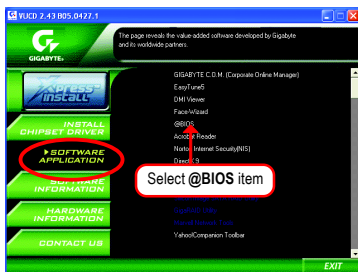 VUCD 2.43 B05.0427.1
GIGABYTE
The page reveals the value-added software developed by Gigabyte
and its worldwide partners.
Xpress
INSTALL
INSTALL
CHIPSET DRIVER
SOFTWARE
APPLICATION
SOFTWARE
INFORMATION
HARDWARE
INFORMATION
CONTACT US
GIGABYTE C.O.M. (Corporate Online Manager)
EasyTune5
DMI Viewer
Face-Wizard
@BIOS
Acrobat Reader
Norton Internet Security(NIS)
DirectX 9
Select @BIOS item
Yahoo!Companion Toolbar
EXIT